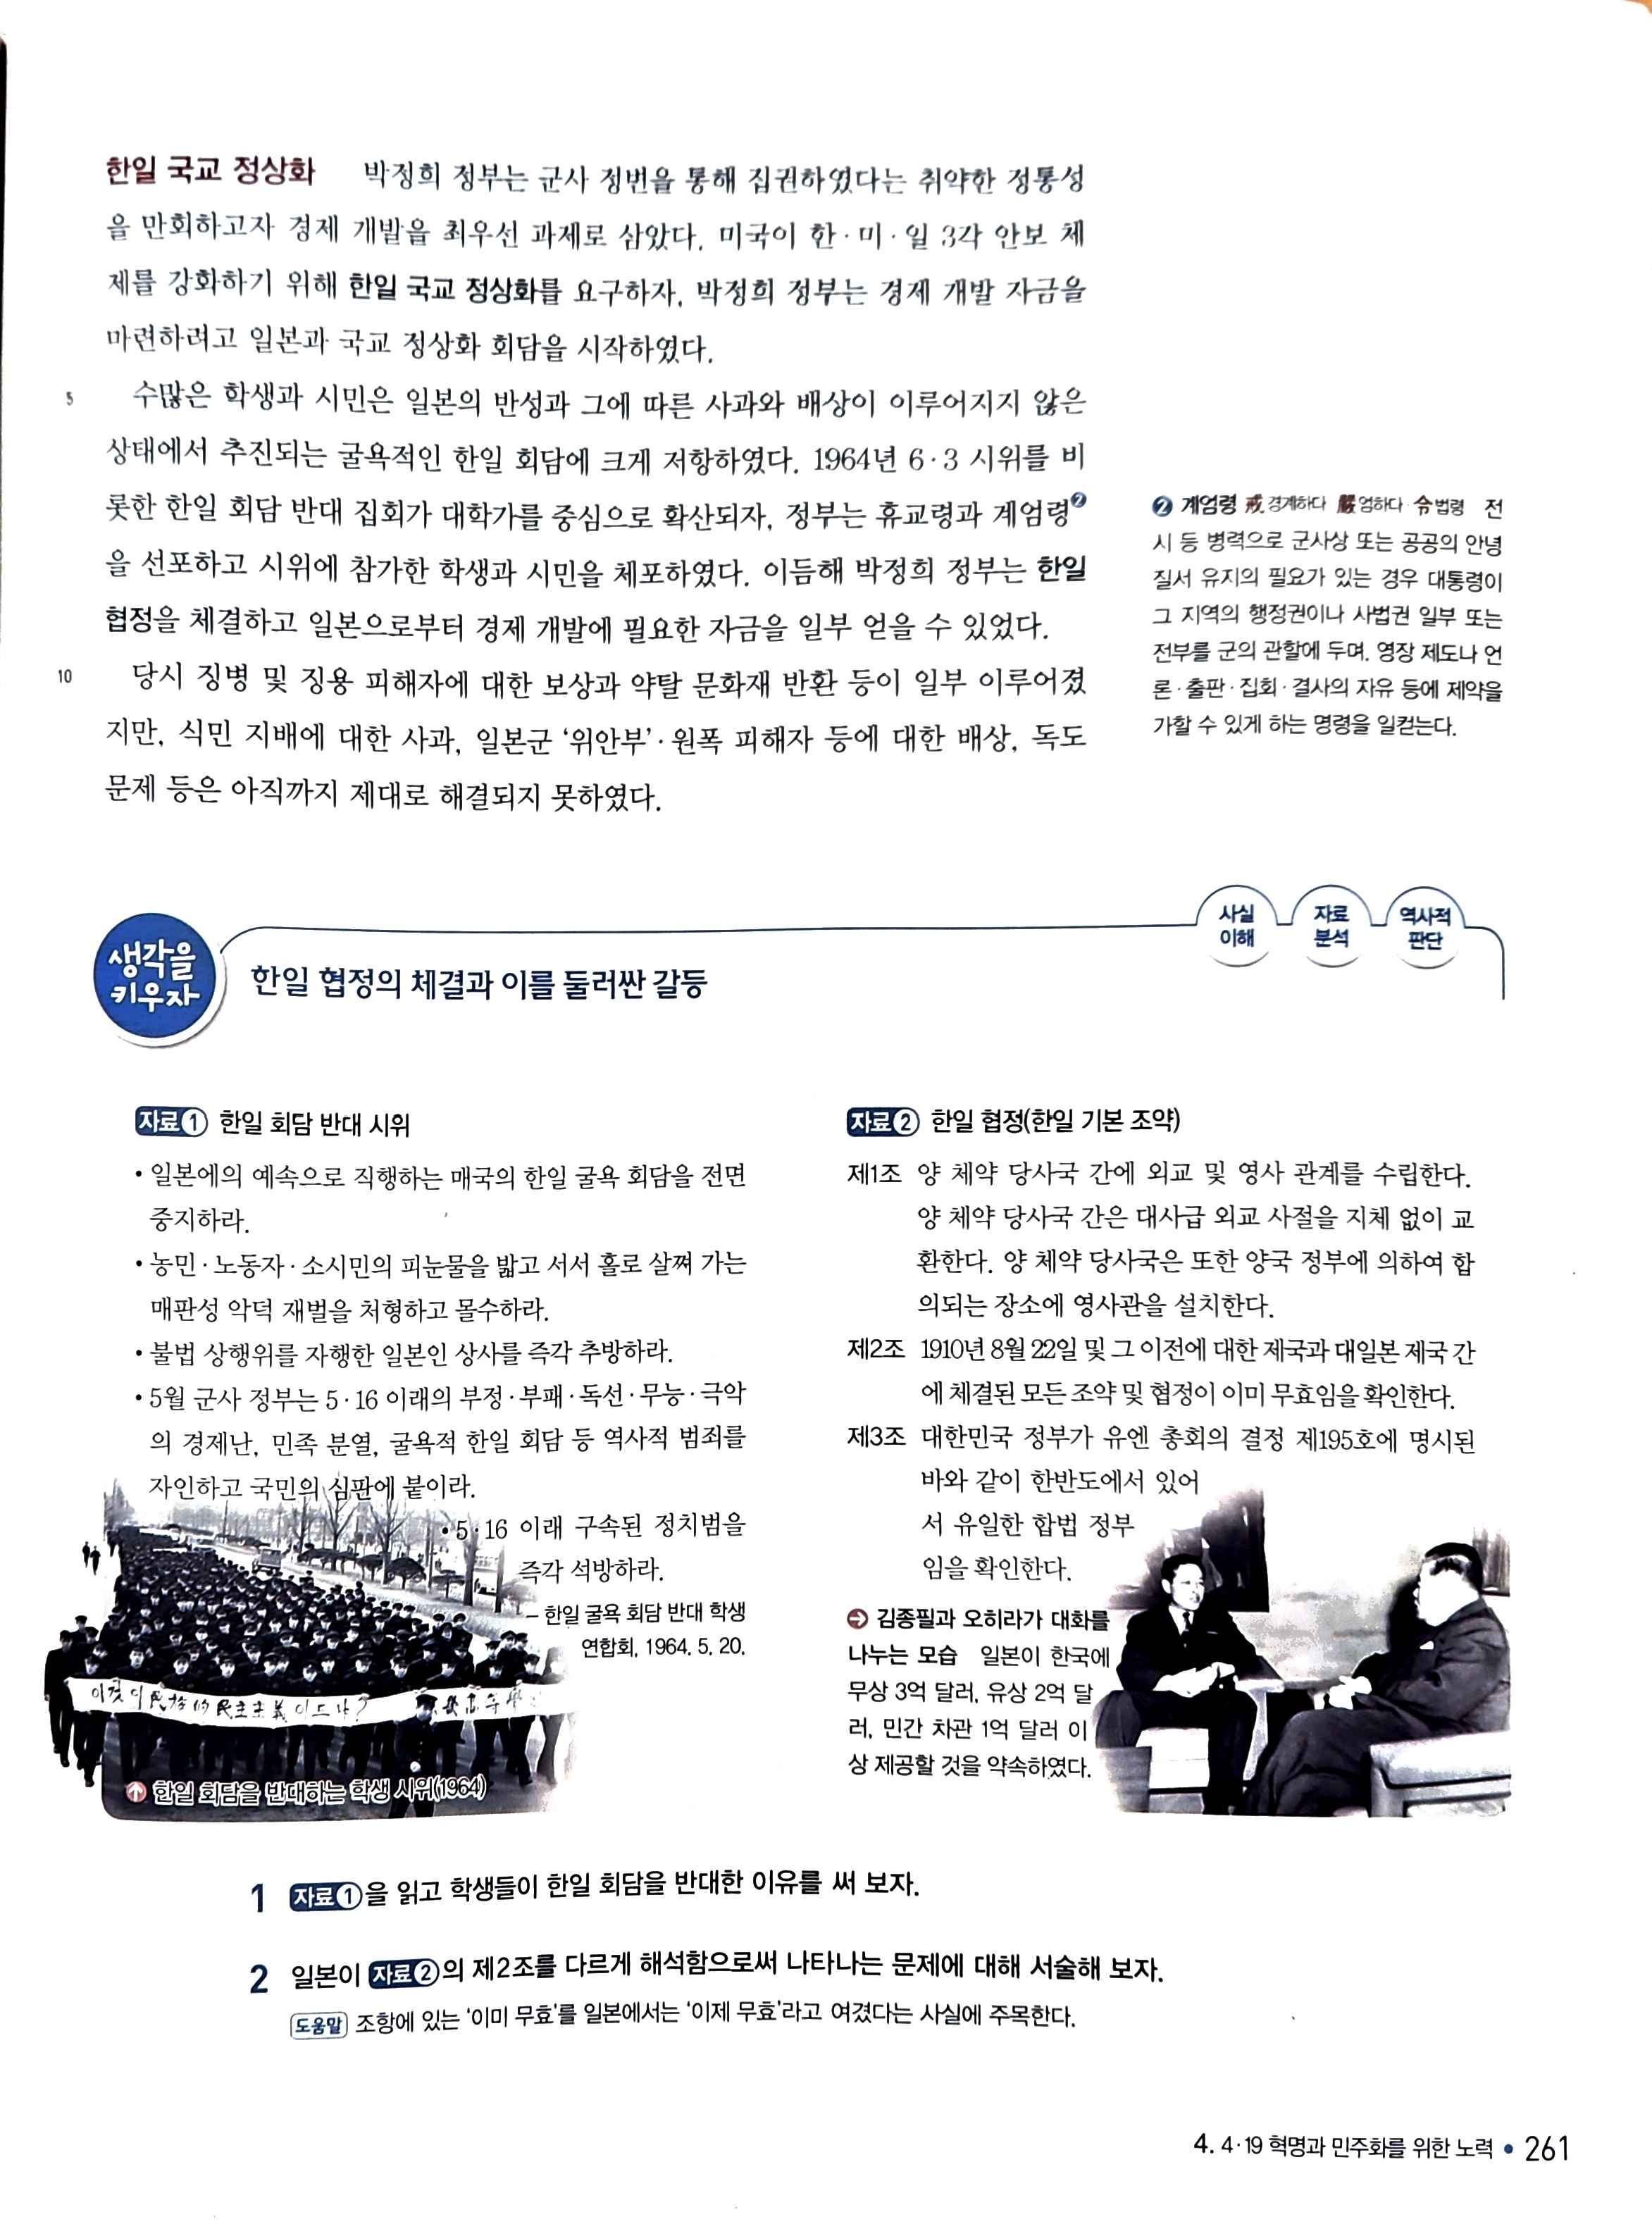 한일 국교 정상화 박정희 정부는 군사 정변을 통해 집권하였다는 취약한 정통성
을 만회하고자 경제 개발을 최우선 과제로 삼았다. 미국이 한·미·일 3각 안보 체
제를 강화하기 위해 한일 국교 정상화를 요구하자, 박정희 정부는 경제 개발 자금을
마련하려고 일본과 국교 정상화 회담을 시작하였다.
5 수많은 학생과 시민은 일본의 반성과 그에 따른 사과와 배상이 이루어지지 않은
상태에서 추진되는 굴욕적인 한일 회담에 크게 저항하였다. 1964년 6·3 시위를 비
롯한 한일 회담 반대 집회가 대학가를 중심으로 확산되자, 정부는 휴교령과 계엄령❷
을 선포하고 시위에 참가한 학생과 시민을 체포하였다. 이듬해 박정희 정부는 한일
협정을 체결하고 일본으로부터 경제 개발에 필요한 자금을 일부 얻을 수 있었다.
10 당시 징병 및 징용 피해자에 대한 보상과 약탈 문화재 반환 등이 일부 이루어졌
지만, 식민 지배에 대한 사과, 일본군 ‘위안부’·원폭 피해자 등에 대한 배상, 독도
문제 등은 아직까지 제대로 해결되지 못하였다.
❷ 계엄령 戒 경계하다 嚴 엄하다 令 법령 전
시 등 병력으로 군사상 또는 공공의 안녕
질서 유지의 필요가 있는 경우 대통령이
그 지역의 행정권이나 사법권 일부 또는
전부를 군의 관할에 두며, 영장 제도나 언
론·출판·집회·결사의 자유 등에 제약을
가할 수 있게 하는 명령을 일컫는다.
생각을
키우자
한일 협정의 체결과 이를 둘러싼 갈등
사실
이해
자료
분석
역사적
판단
자료① 한일 회담 반대 시위
• 일본에의 예속으로 직행하는 매국의 한일 굴욕 회담을 전면
중지하라.
• 농민·노동자·소시민의 피눈물을 밟고 서서 홀로 살쪄 가는
매판성 악덕 재벌을 처형하고 몰수하라.
• 불법 상행위를 자행한 일본인 상사를 즉각 추방하라.
• 5월 군사 정부는 5·16 이래의 부정·부패·독선·무능·극악
의 경제난, 민족 분열, 굴욕적 한일 회담 등 역사적 범죄를
자인하고 국민의 심판에 붙이라.
• 5·16 이래 구속된 정치범을
즉각 석방하라.
– 한일 굴욕 회담 반대 학생
연합회, 1964. 5. 20.
이것이 民族的 民主主義이드냐?
한일 회담을 반대하는 학생 시위(1964)
자료② 한일 협정(한일 기본 조약)
제1조 양 체약 당사국 간에 외교 및 영사 관계를 수립한다.
양 체약 당사국 간은 대사급 외교 사절을 지체 없이 교
환한다. 양 체약 당사국은 또한 양국 정부에 의하여 합
의되는 장소에 영사관을 설치한다.
제2조 1910년 8월 22일 및 그 이전에 대한 제국과 대일본 제국 간
에 체결된 모든 조약 및 협정이 이미 무효임을 확인한다.
제3조 대한민국 정부가 유엔 총회의 결정 제195호에 명시된
바와 같이 한반도에서 있어
서 유일한 합법 정부
임을 확인한다.
김종필과 오히라가 대화를
나누는 모습 일본이 한국에
무상 3억 달러, 유상 2억 달
러, 민간 차관 1억 달러 이
상 제공할 것을 약속하였다.
1 자료①을 읽고 학생들이 한일 회담을 반대한 이유를 써 보자.
2 일본이 자료②의 제2조를 다르게 해석함으로써 나타나는 문제에 대해 서술해 보자.
도움말 조항에 있는 ‘이미 무효’를 일본에서는 ‘이제 무효’라고 여겼다는 사실에 주목한다.
4. 4·19 혁명과 민주화를 위한 노력 • 261